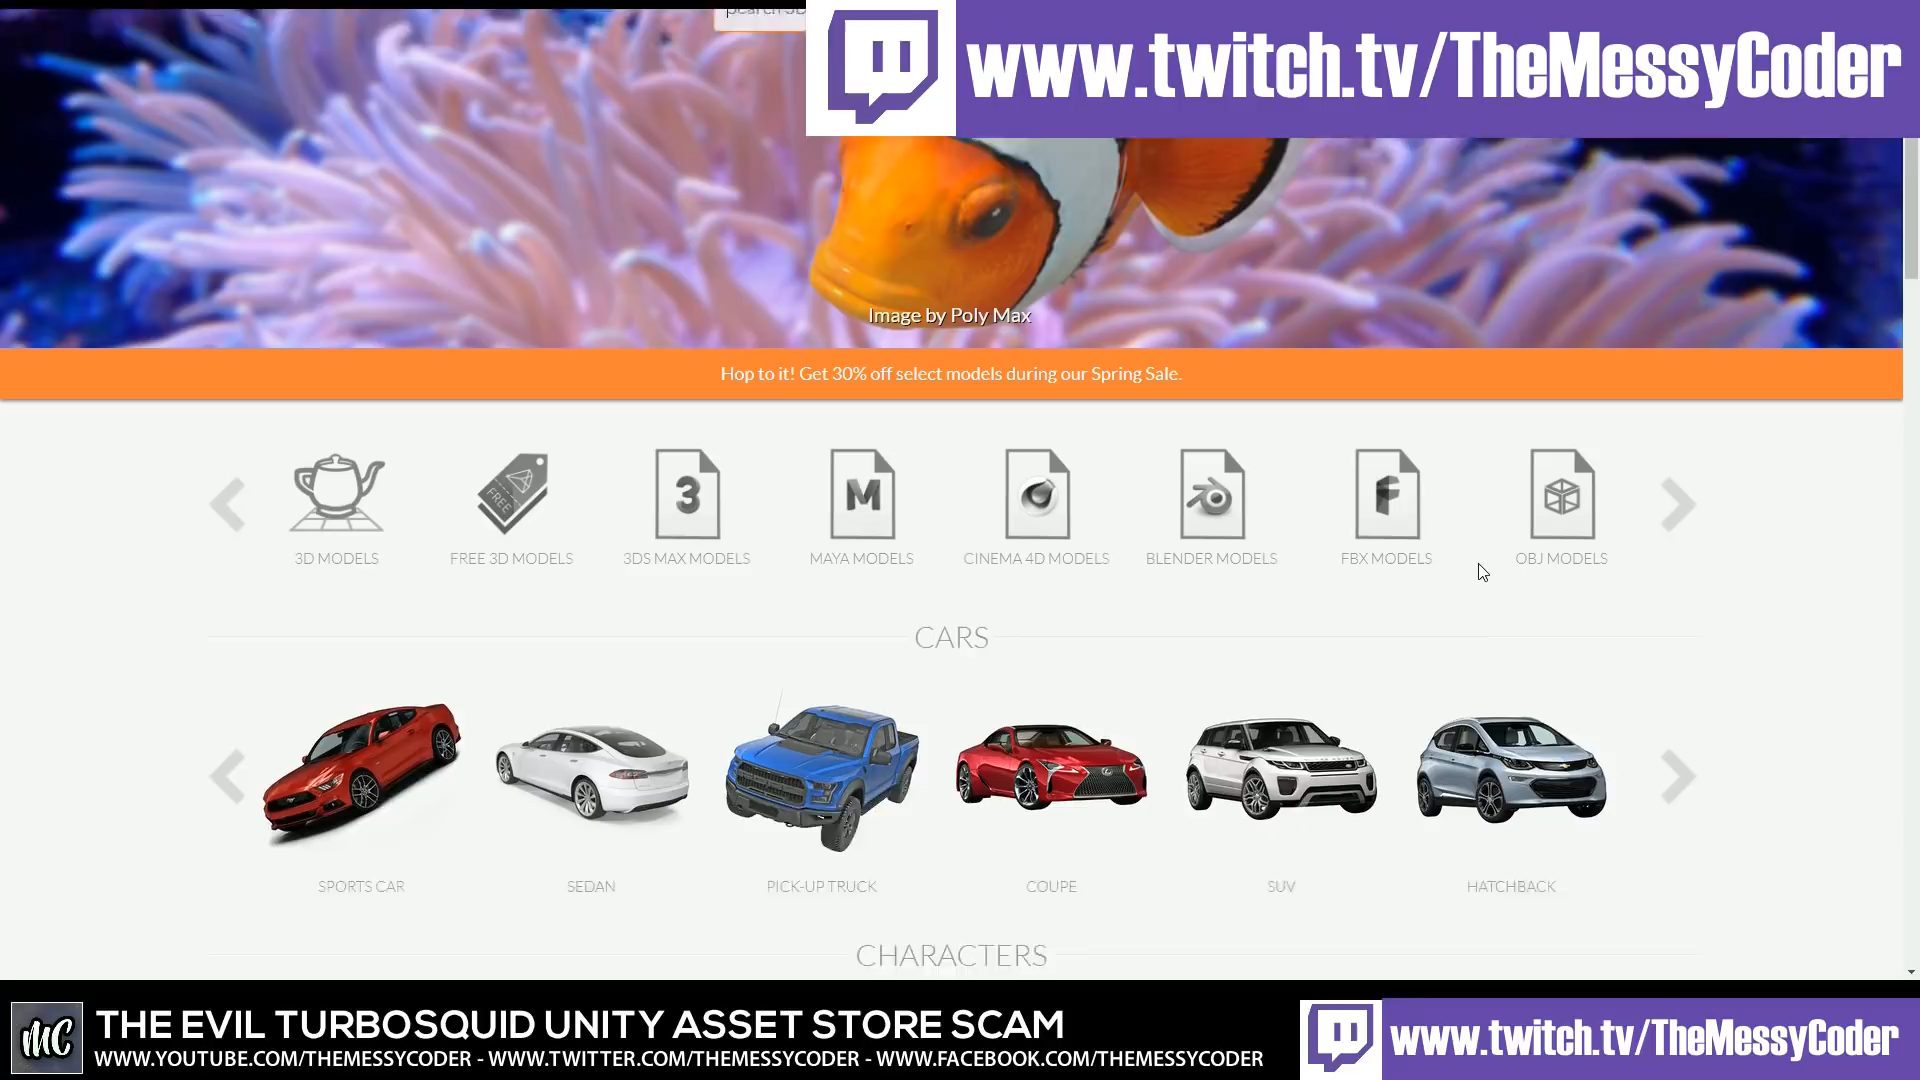 www.twitch.tv/TheMessyCoder
Image by Poly Max
Hop to it! Get 30% off select models during our Spring Sale.
FREE
3
M
F
3D MODELS
FREE 3D MODELS
3DS MAX MODELS
MAYA MODELS
CINEMA 4D MODELS
BLENDER MODELS
FBX MODELS
OBJ MODELS
CARS
SPORTS CAR
SEDAN
PICK-UP TRUCK
COUPE
SUV
HATCHBACK
CHARACTERS
MC
THE EVIL TURBOSQUID UNITY ASSET STORE SCAM
WWW.YOUTUBE.COM/THEMESSYCODER - WWW.TWITTER.COM/THEMESSYCODER - WWW.FACEBOOK.COM/THEMESSYCODER
www.twitch.tv/TheMessyCoder